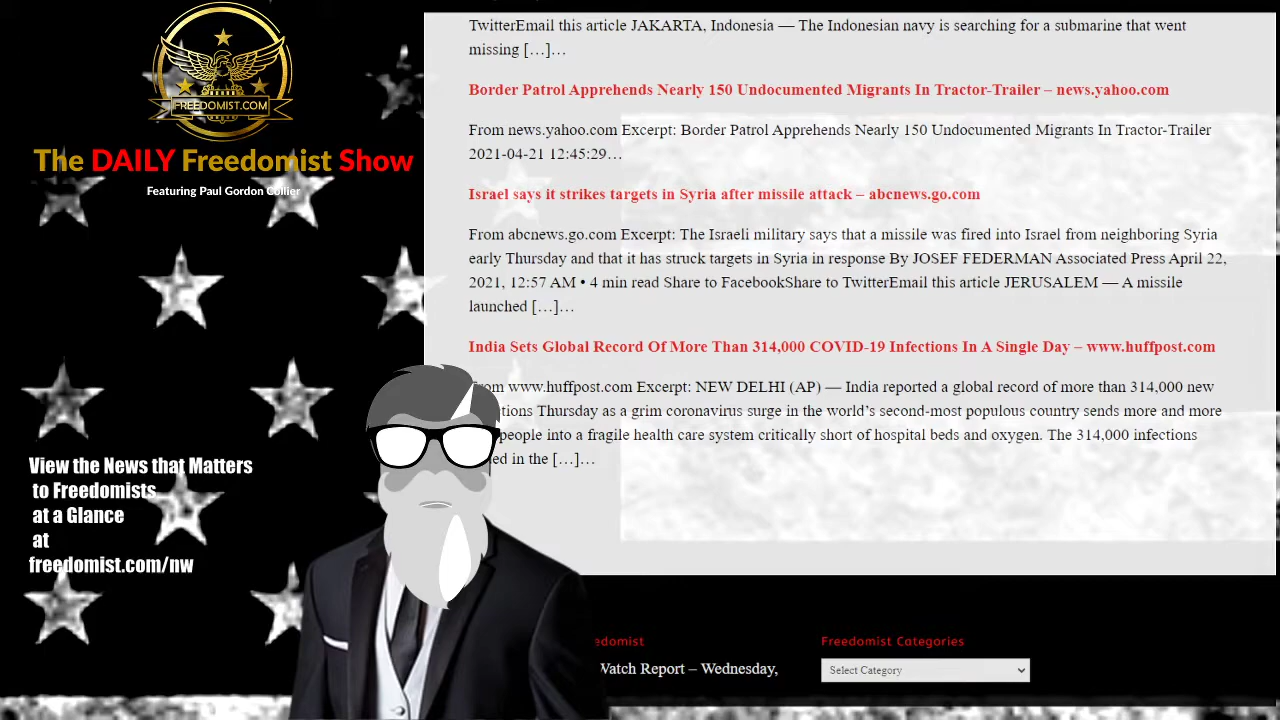 FREEDOMIST.COM
The DAILY Freedomist Show
Featuring Paul Gordon Collier
View the News that Matters
to Freedomists
at a Glance
at
freedomist.com/nw
TwitterEmail this article JAKARTA, Indonesia — The Indonesian navy is searching for a submarine that went
missing […]…
Border Patrol Apprehends Nearly 150 Undocumented Migrants In Tractor-Trailer – news.yahoo.com
From news.yahoo.com Excerpt: Border Patrol Apprehends Nearly 150 Undocumented Migrants In Tractor-Trailer
2021-04-21 12:45:29…
Israel says it strikes targets in Syria after missile attack – abcnews.go.com
From abcnews.go.com Excerpt: The Israeli military says that a missile was fired into Israel from neighboring Syria
early Thursday and that it has struck targets in Syria in response By JOSEF FEDERMAN Associated Press April 22,
2021, 12:57 AM • 4 min read Share to FacebookShare to TwitterEmail this article JERUSALEM — A missile
launched […]…
India Sets Global Record Of More Than 314,000 COVID-19 Infections In A Single Day – www.huffpost.com
From www.huffpost.com Excerpt: NEW DELHI (AP) — India reported a global record of more than 314,000 new
tions Thursday as a grim coronavirus surge in the world's second-most populous country sends more and more
people into a fragile health care system critically short of hospital beds and oxygen. The 314,000 infections
ed in the […]…
edomist
Watch Report – Wednesday,
Freedomist Categories
Select Category